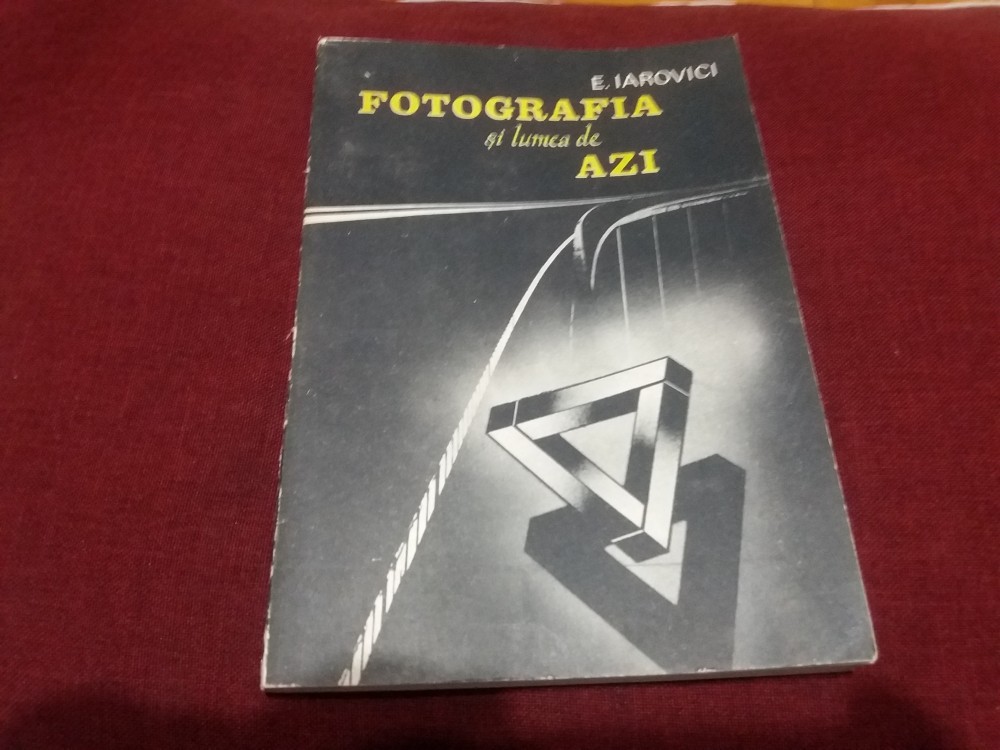 E. IAROVICI
FOTOGRAFIA
și lumea de
AZI